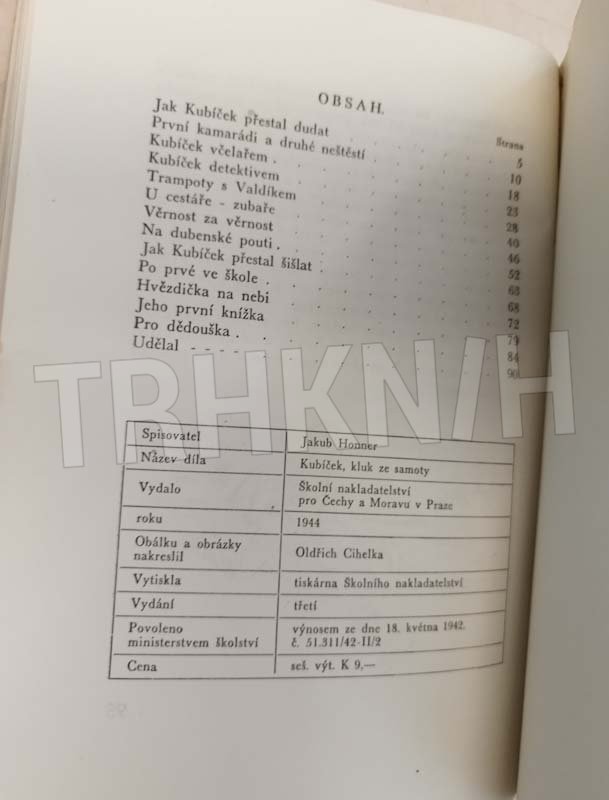 OBSAH.
Strana
Jak Kubíček přestal dudat . . . . . 5
První kamarádi a druhé neštěstí . . . . . 10
Kubíček včelařem . . . . . 18
Kubíček detektivem . . . . . 23
Trampoty s Valdíkem . . . . . 28
U cestáře - zubaře . . . . . 40
Věrnost za věrnost . . . . . 46
Na dubenské pouti . . . . . 52
Jak Kubíček přestal šišlat . . . . . 63
Po prvé ve škole . . . . . 68
Hvězdička na nebi . . . . . 72
Jeho první knížka . . . . . 79
Pro dědouška . . . . . 84
Udělal - - - - . . . . . 90
TRHKNIH
Spisovatel Jakub Honner
Název díla Kubíček, kluk ze samoty
Vydalo Školní nakladatelství
pro Čechy a Moravu v Praze
roku 1944
Obálku a obrázky
nakreslil Oldřich Cihelka
Vytiskla tiskárna Školního nakladatelství
Vydání třetí
Povoleno
ministerstvem školství
výnosem ze dne 18. května 1942.
č. 51.311/42-II/2
Cena seš. výt. K 9.—